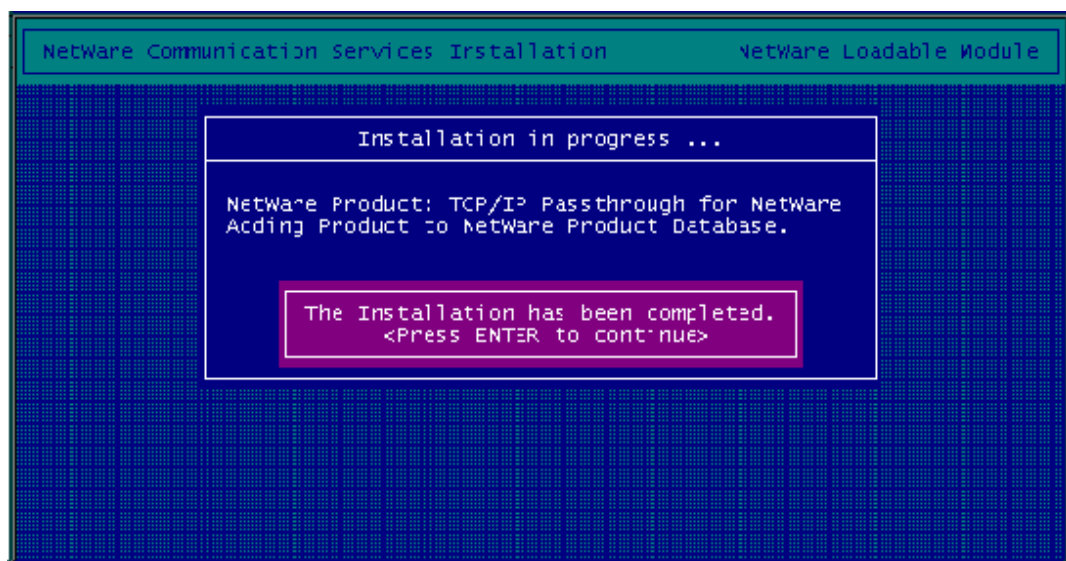 NetWare Communication Services Installation NetWare Loadable Module
Installation in progress ...
NetWare Product: TCP/IP Passthrough for NetWare
Adding Product to NetWare Product Database.
The Installation has been completed.
<Press ENTER to continue>